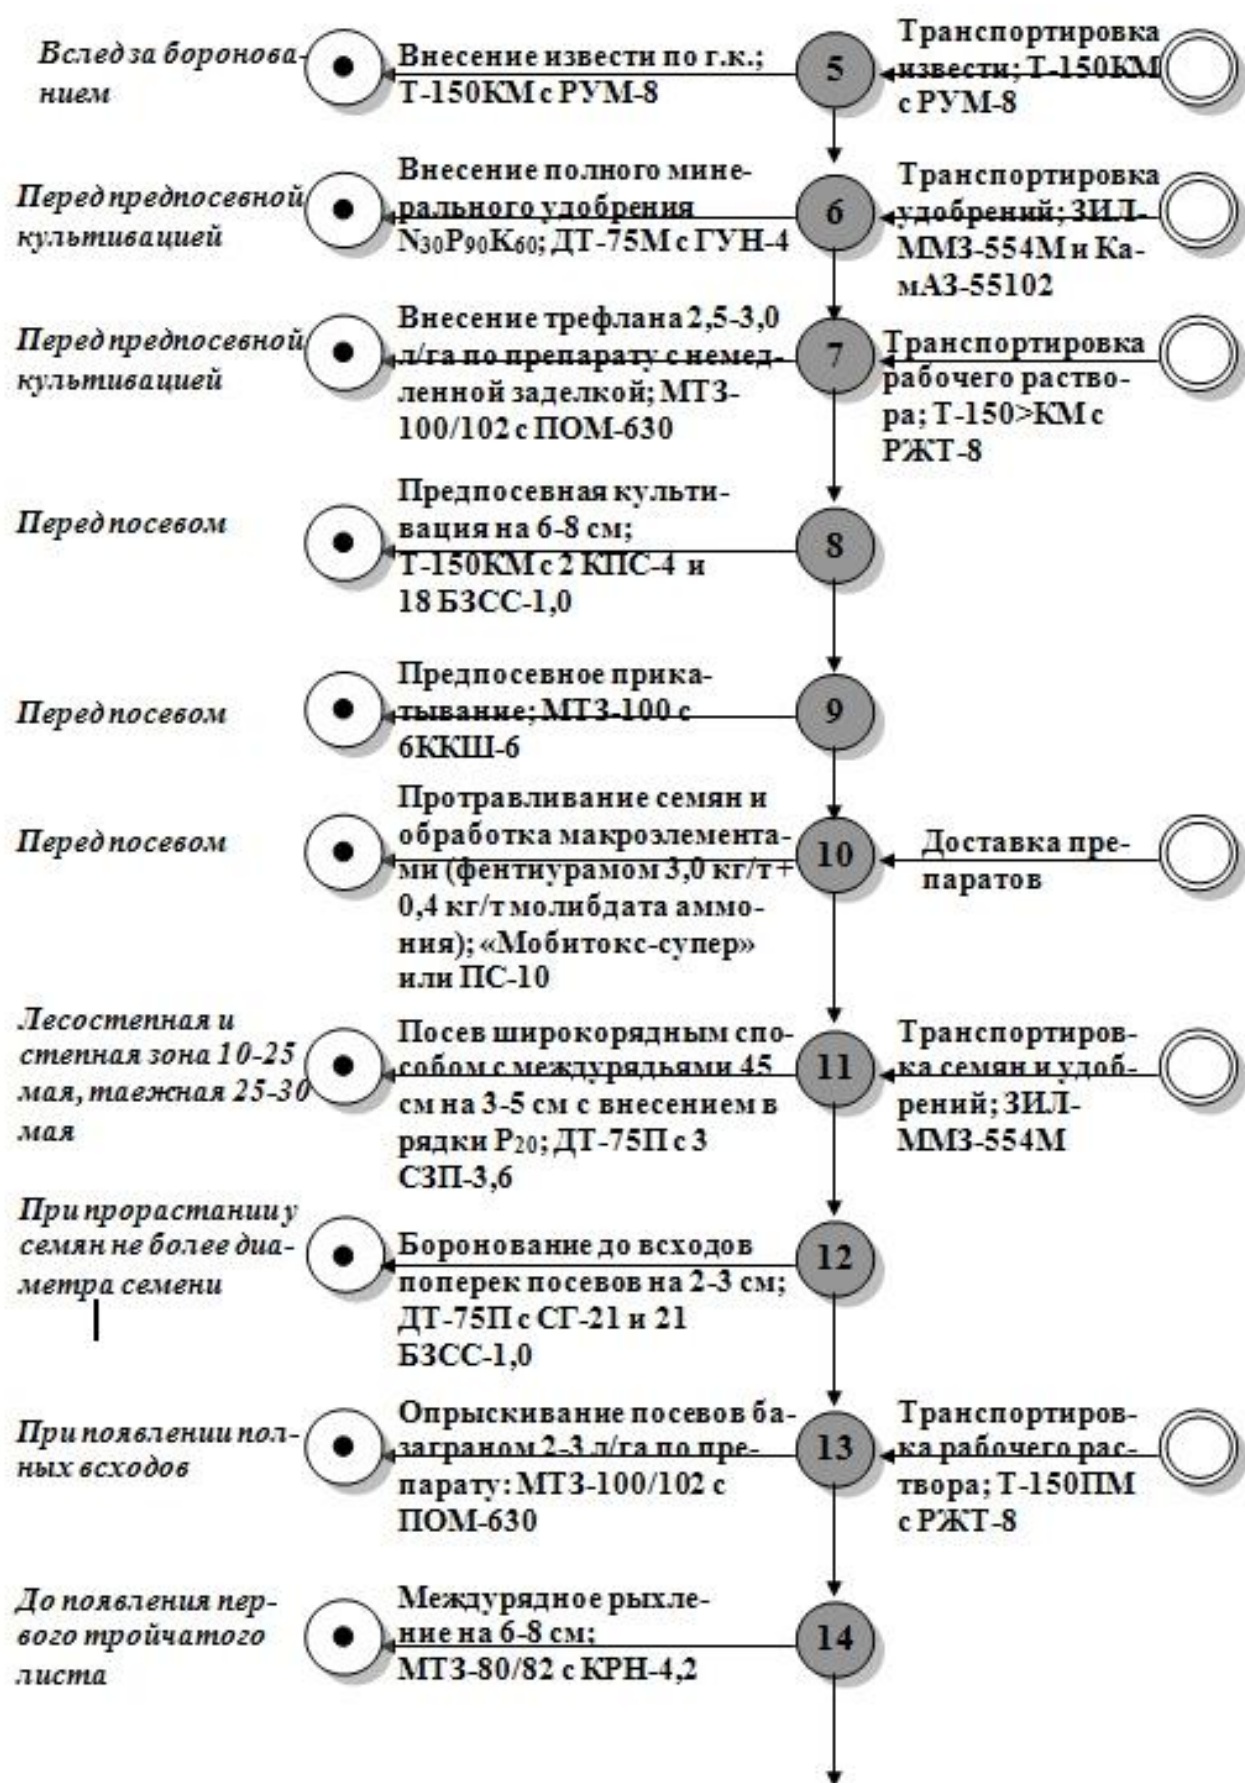 Вслед за боронова-
нием
Внесение извести по г.к.;
Т-150КМ с РУМ-8
5
Транспортировка
извести; Т-150КМ
с РУМ-8
Перед предпосевной
культивацией
Внесение полного мине-
рального удобрения
N30P90K60; ДТ-75М с ГУН-4
6
Транспортировка
удобрений; ЗИЛ-
ММЗ-554М и Ка-
мАЗ-55102
Перед предпосевной
культивацией
Внесение трефлана 2,5-3,0
л/га по препарату с немед-
ленной заделкой; МТЗ-
100/102 с ПОМ-630
7
Транспортировка
рабочего раство-
ра; Т-150>КМ с
РЖТ-8
Перед посевом
Предпосевная культи-
вация на 6-8 см;
Т-150КМ с 2 КПС-4 и
18 БЗСС-1,0
8
Перед посевом
Предпосевное прика-
тывание; МТЗ-100 с
6ККШ-6
9
Перед посевом
Протравливание семян и
обработка макроэлемента-
ми (фентиурамом 3,0 кг/т +
0,4 кг/т молибдата аммо-
ния); «Мобитокс-супер»
или ПС-10
10
Доставка пре-
паратов
Лесостепная и
степная зона 10-25
мая, таежная 25-30
мая
Посев широкорядным спо-
собом с междурядьями 45
см на 3-5 см с внесением в
рядки Р20; ДТ-75П с 3
СЗП-3,6
11
Транспортиров-
ка семян и удоб-
рений; ЗИЛ-
ММЗ-554М
При прорастании у
семян не более диа-
метра семени
Боронование до всходов
поперек посевов на 2-3 см;
ДТ-75П с СГ-21 и 21
БЗСС-1,0
12
При появлении пол-
ных всходов
Опрыскивание посевов ба-
заграном 2-3 л/га по пре-
парату: МТЗ-100/102 с
ПОМ-630
13
Транспортиров-
ка рабочего рас-
твора; Т-150ПМ
с РЖТ-8
До появления пер-
вого тройчатого
листа
Междурядное рыхле-
ние на 6-8 см;
МТЗ-80/82 с КРН-4,2
14